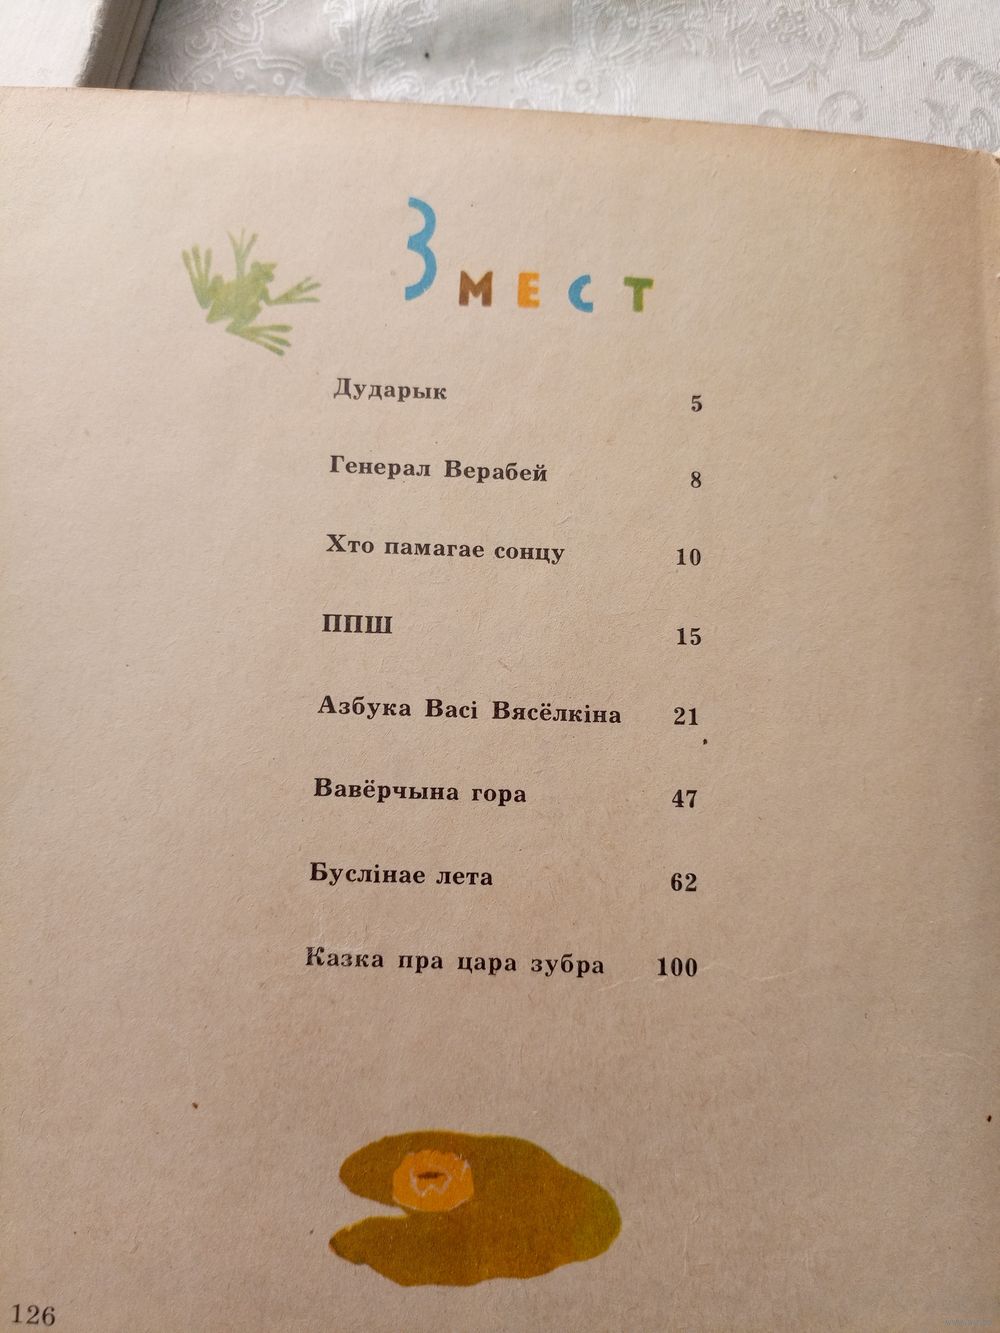 Змест
Дударык 5
Генерал Верабей 8
Хто памагае сонцу 10
ППШ 15
Азбука Васі Вясёлкіна 21
Вавёрчына гора 47
Буслінае лета 62
Казка пра цара зубра 100
126